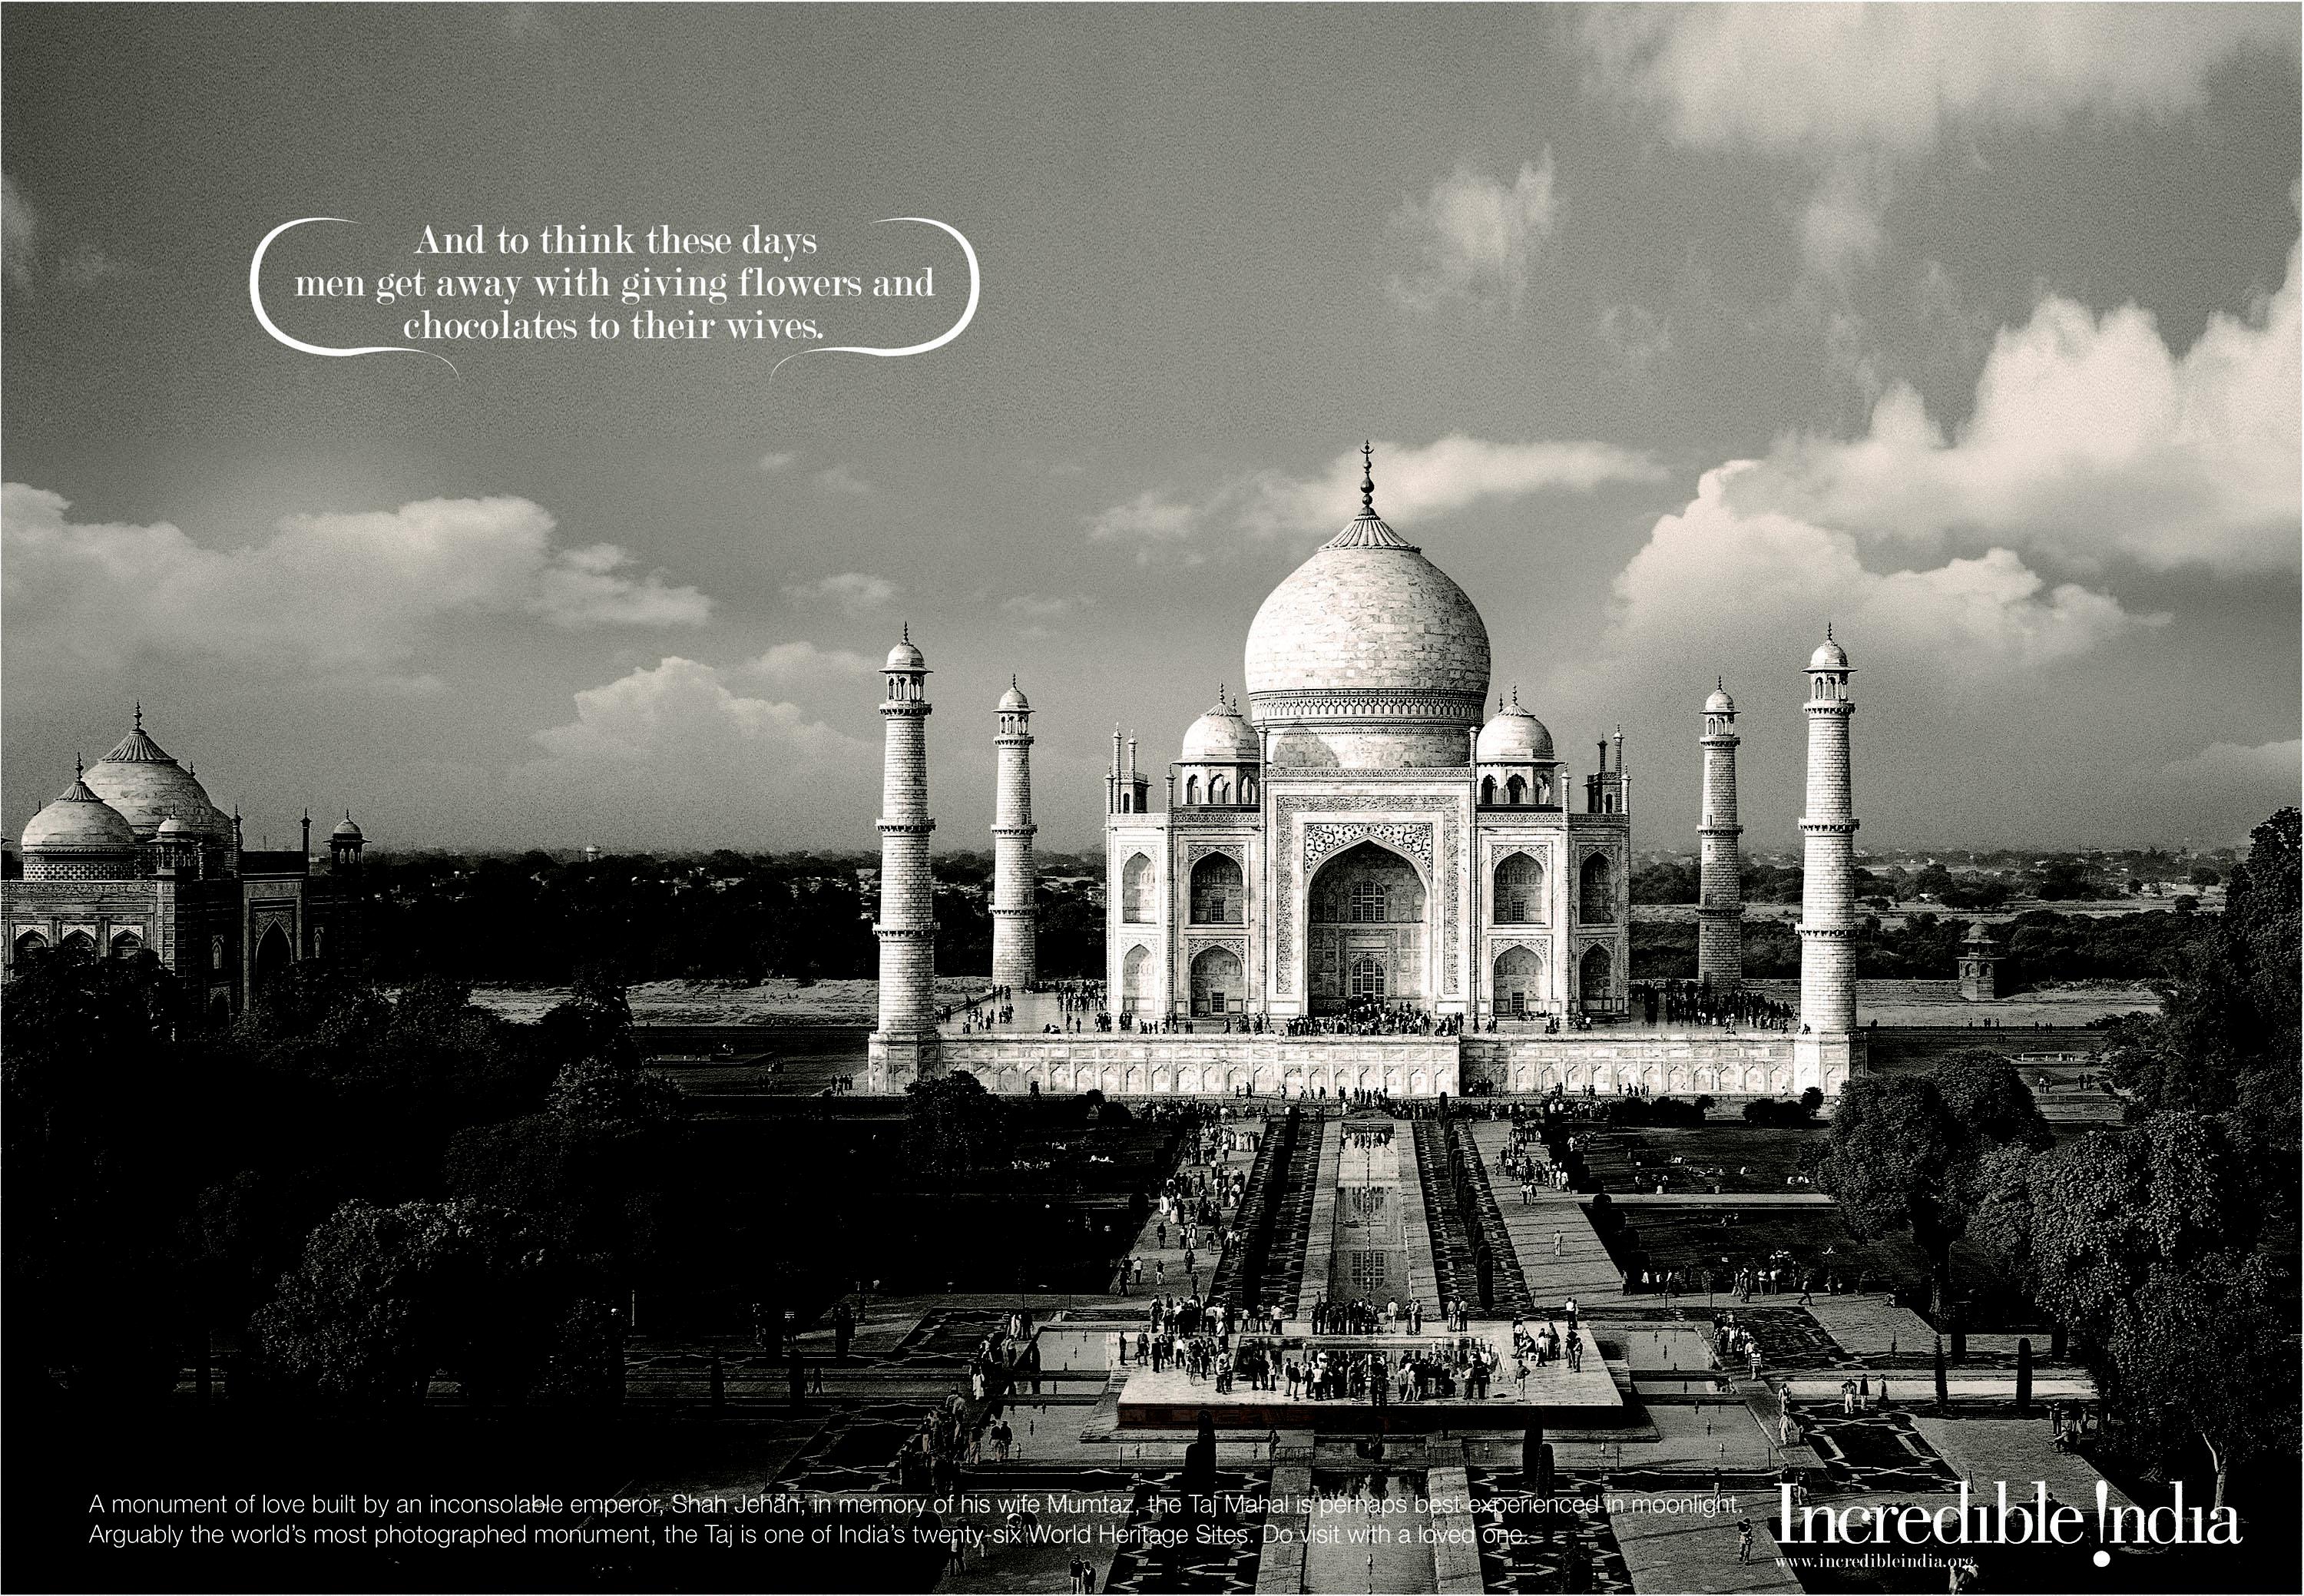 And to think these days
men get away with giving flowers and
chocolates to their wives.
A monument of love built by an inconsolable emperor, Shah Jehan, in memory of his wife Mumtaz, the Taj Mahal is perhaps best experienced in moonlight.
Arguably the world's most photographed monument, the Taj is one of India's twenty-six World Heritage Sites. Do visit with a loved one.
Incredible !ndia
www.incredibleindia.org